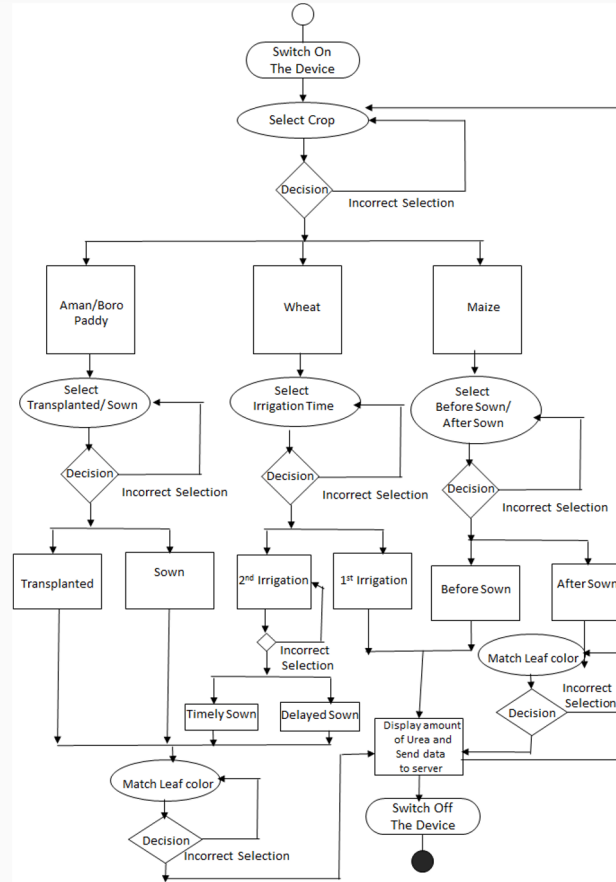 Switch On
The Device
Select Crop
Decision
Incorrect Selection
Aman/Boro
Paddy
Wheat
Maize
Select
Transplanted/ Sown
Select
Irrigation Time
Select
Before Sown/
After Sown
Decision
Incorrect Selection
Decision
Incorrect Selection
Decision
Incorrect Selection
Transplanted
Sown
2nd Irrigation
1st Irrigation
Before Sown
After Sown
Incorrect
Selection
Match Leaf color
Incorrect
Selection
Timely Sown
Delayed Sown
Decision
Display amount
of Urea and
Send data
to server
Match Leaf color
Decision
Incorrect Selection
Switch Off
The Device